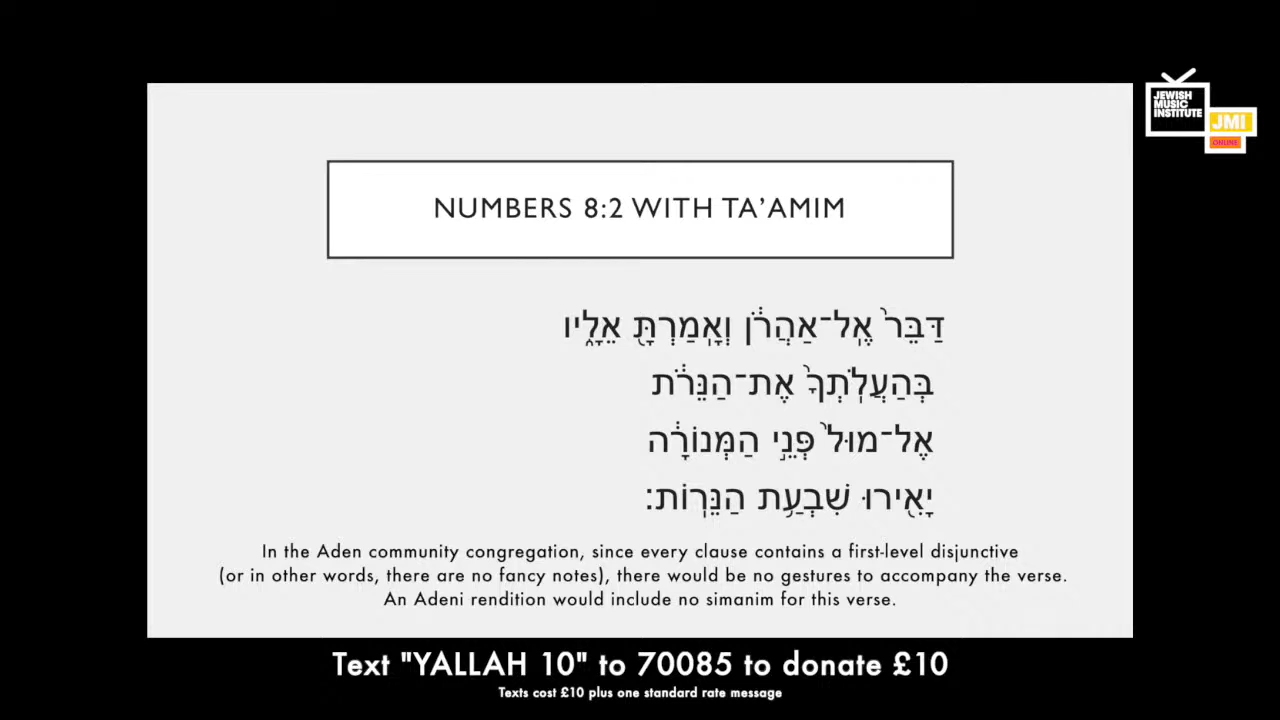 JEWISH
MUSIC
INSTITUTE
JMI
ONLINE
NUMBERS 8:2 WITH TA’AMIM
דַּבֵּר֙ אֶֽל־אַהֲרֹ֔ן וְאָֽמַרְתָּ֖ אֵלָ֑יו
בְּהַעֲלֹֽתְךָ֙ אֶת־הַנֵּרֹ֔ת
אֶל־מוּל֙ פְּנֵ֣י הַמְּנוֹרָ֔ה
יָאִ֖ירוּ שִׁבְעַ֥ת הַנֵּרֽוֹת׃
In the Aden community congregation, since every clause contains a first-level disjunctive
(or in other words, there are no fancy notes), there would be no gestures to accompany the verse.
An Adeni rendition would include no simanim for this verse.
Text "YALLAH 10" to 70085 to donate £10
Texts cost £10 plus one standard rate message